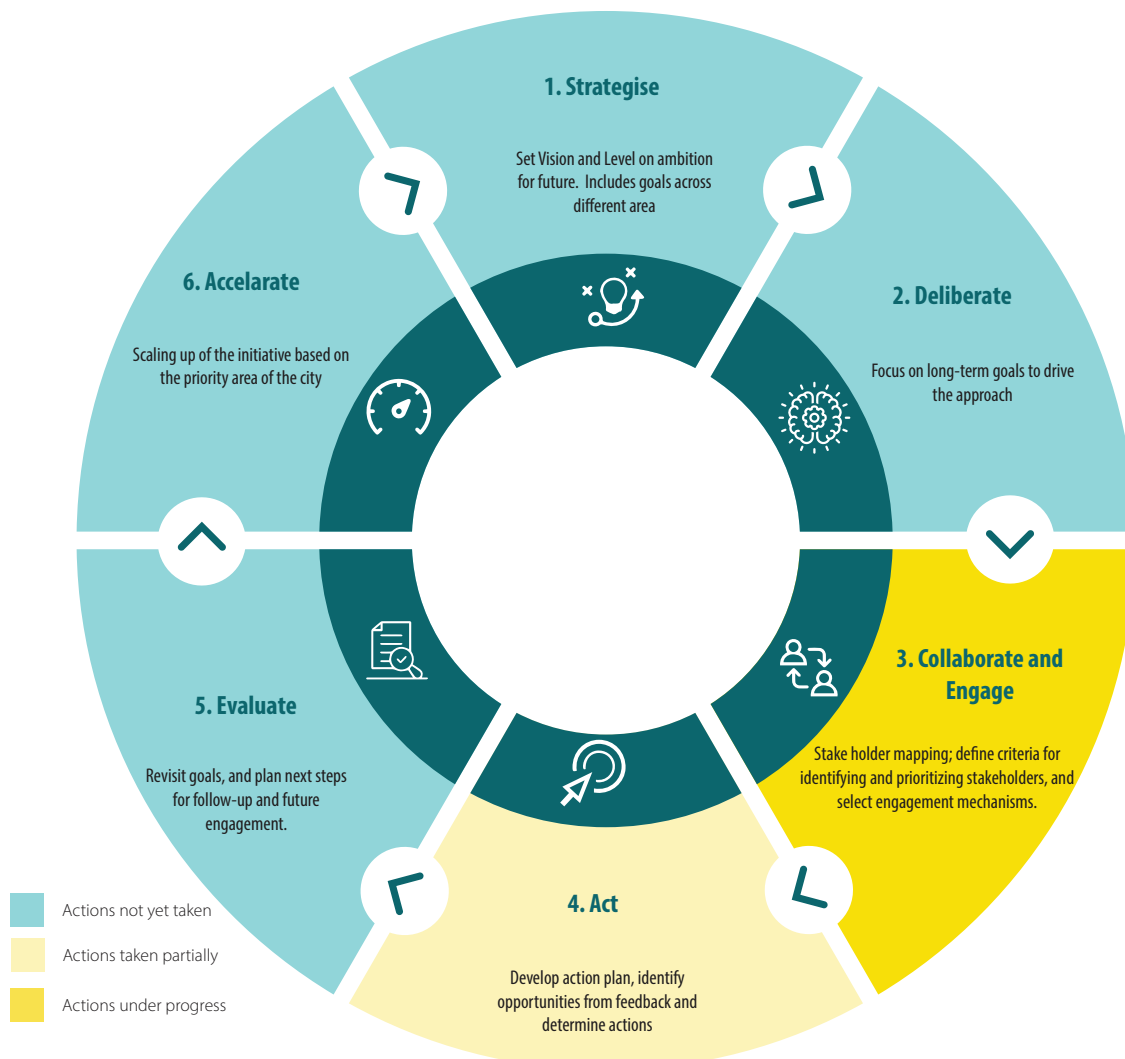 1. Strategise
Set Vision and Level on ambition
for future. Includes goals across
different area
2. Deliberate
Focus on long-term goals to drive
the approach
3. Collaborate and
Engage
Stake holder mapping; define criteria for
identifying and prioritizing stakeholders, and
select engagement mechanisms.
4. Act
Develop action plan, identify
opportunities from feedback and
determine actions
5. Evaluate
Revisit goals, and plan next steps
for follow-up and future
engagement.
6. Accelarate
Scaling up of the initiative based on
the priority area of the city
Actions not yet taken
Actions taken partially
Actions under progress